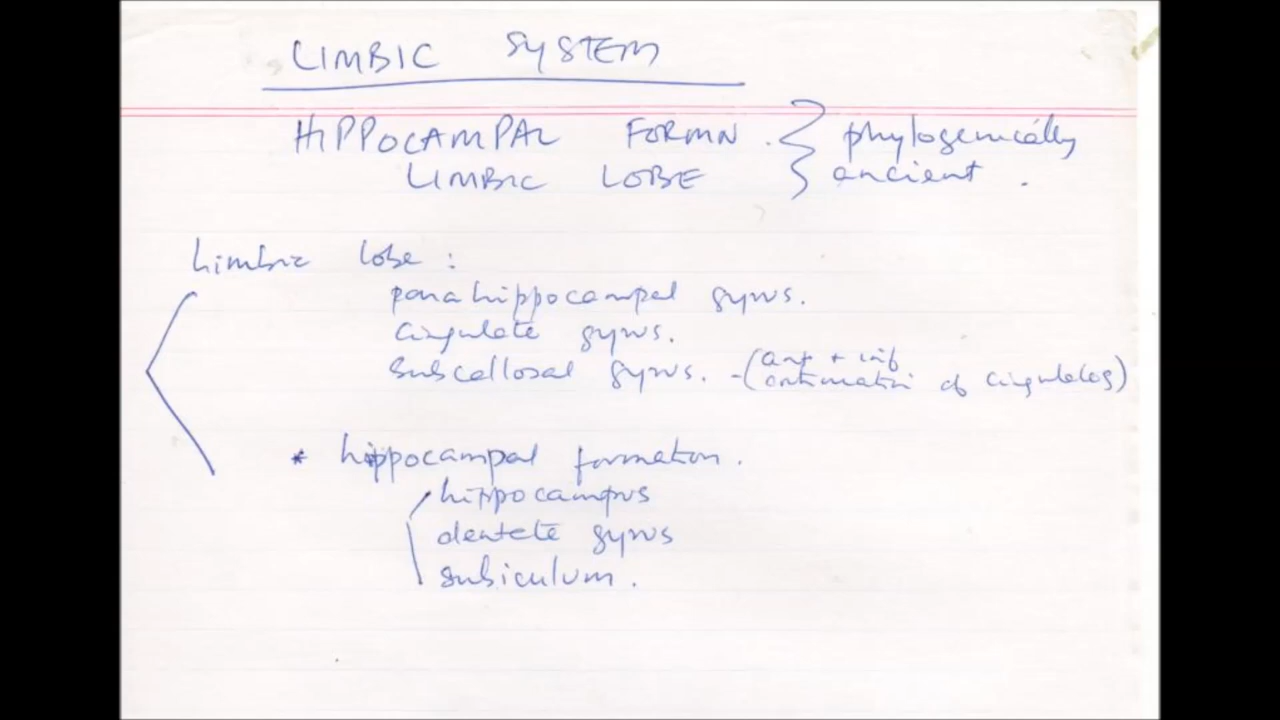 LIMBIC SYSTEM
HIPPOCAMPAL FORMN. } phylogenically
LIMBIC LOBE } ancient.
Limbic lobe:
parahippocampal gyrus.
cingulate gyrus.
subcallosal gyrus. - (ant + inf
continuation of cingulate)
* hippocampal formation.
hippocampus
dentate gyrus
subiculum.